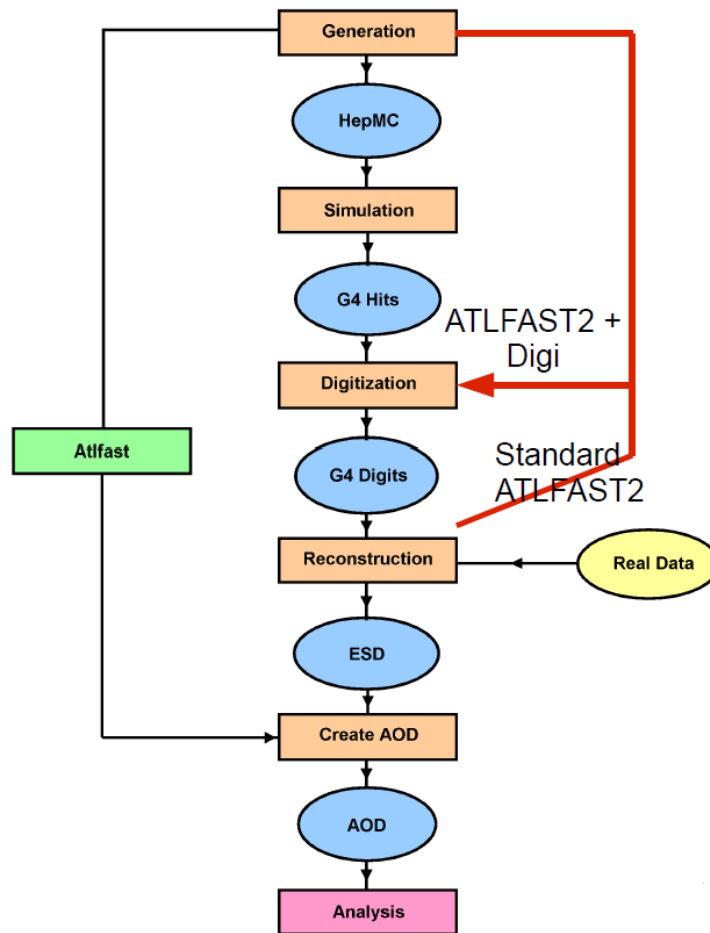 Generation
HepMC
Simulation
G4 Hits
ATLFAST2 +
Digi
Digitization
Atlfast
G4 Digits
Standard
ATLFAST2
Reconstruction
Real Data
ESD
Create AOD
AOD
Analysis